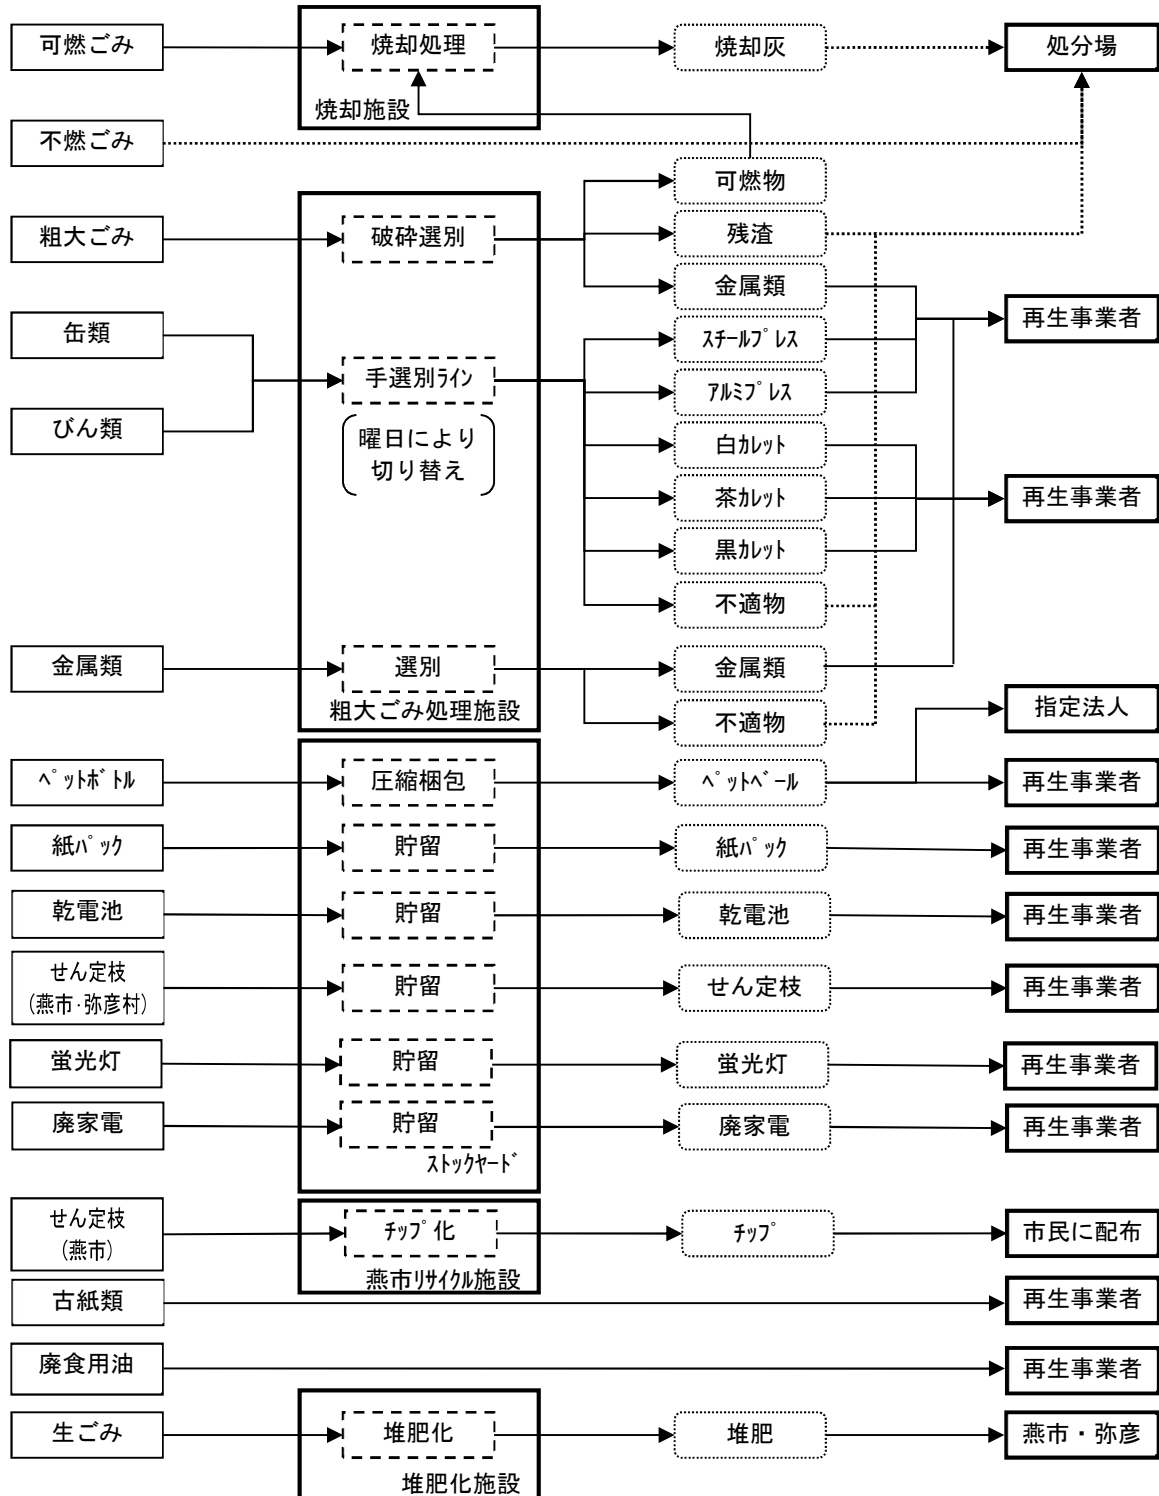 可燃ごみ
焼却処理
焼却灰
処分場
焼却施設
不燃ごみ
可燃物
粗大ごみ
破砕選別
残渣
金属類
再生事業者
缶類
ｽﾁｰﾙﾌﾟﾚｽ
手選別ﾗｲﾝ
ｱﾙﾐﾌﾟﾚｽ
びん類
曜日により
切り替え
白ｶﾚｯﾄ
茶ｶﾚｯﾄ
再生事業者
黒ｶﾚｯﾄ
不適物
金属類
選別
金属類
粗大ごみ処理施設
不適物
指定法人
ﾍﾟｯﾄﾎﾞﾄﾙ
圧縮梱包
ﾍﾟｯﾄﾍﾞｰﾙ
再生事業者
紙ﾊﾟｯｸ
貯留
紙ﾊﾟｯｸ
再生事業者
乾電池
貯留
乾電池
再生事業者
せん定枝
(燕市・弥彦村)
貯留
せん定枝
再生事業者
蛍光灯
貯留
蛍光灯
再生事業者
廃家電
貯留
廃家電
再生事業者
ｽﾄｯｸﾔｰﾄﾞ
せん定枝
(燕市)
ﾁｯﾌﾟ化
ﾁｯﾌﾟ
市民に配布
燕市ﾘｻｲｸﾙ施設
古紙類
再生事業者
廃食用油
再生事業者
生ごみ
堆肥化
堆肥
燕市・弥彦
堆肥化施設